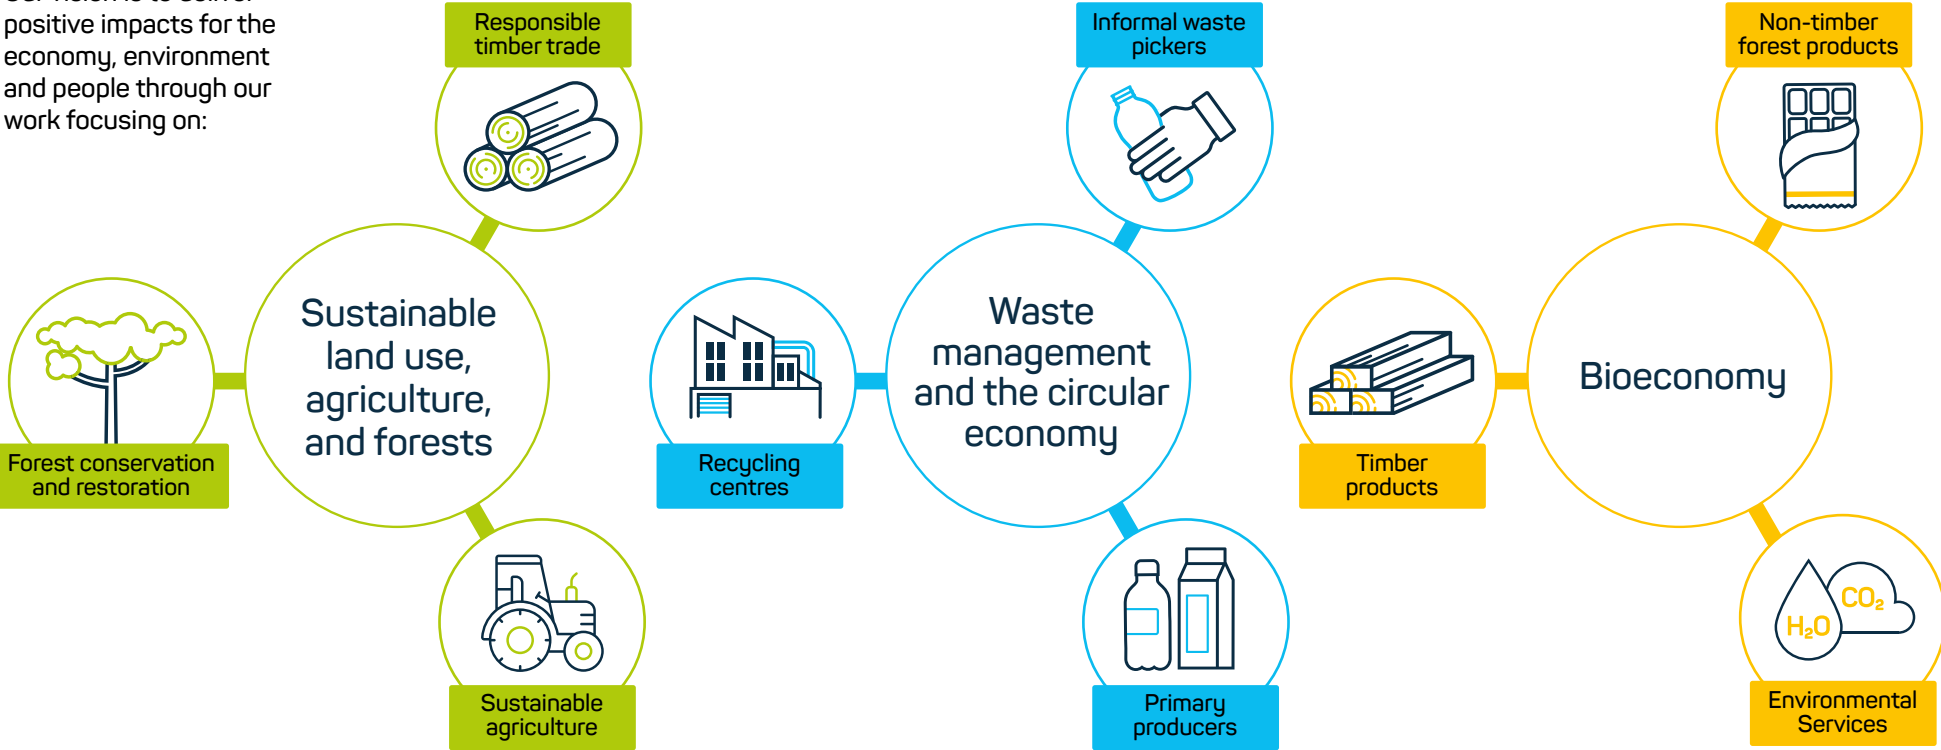 positive impacts for the
economy, environment
and people through our
work focusing on:
Responsible
timber trade
Forest conservation
and restoration
Sustainable
land use,
agriculture,
and forests
Sustainable
agriculture
Informal waste
pickers
Recycling
centres
Waste
management
and the circular
economy
Primary
producers
Non-timber
forest products
Timber
products
Bioeconomy
H₂O
CO₂
Environmental
Services